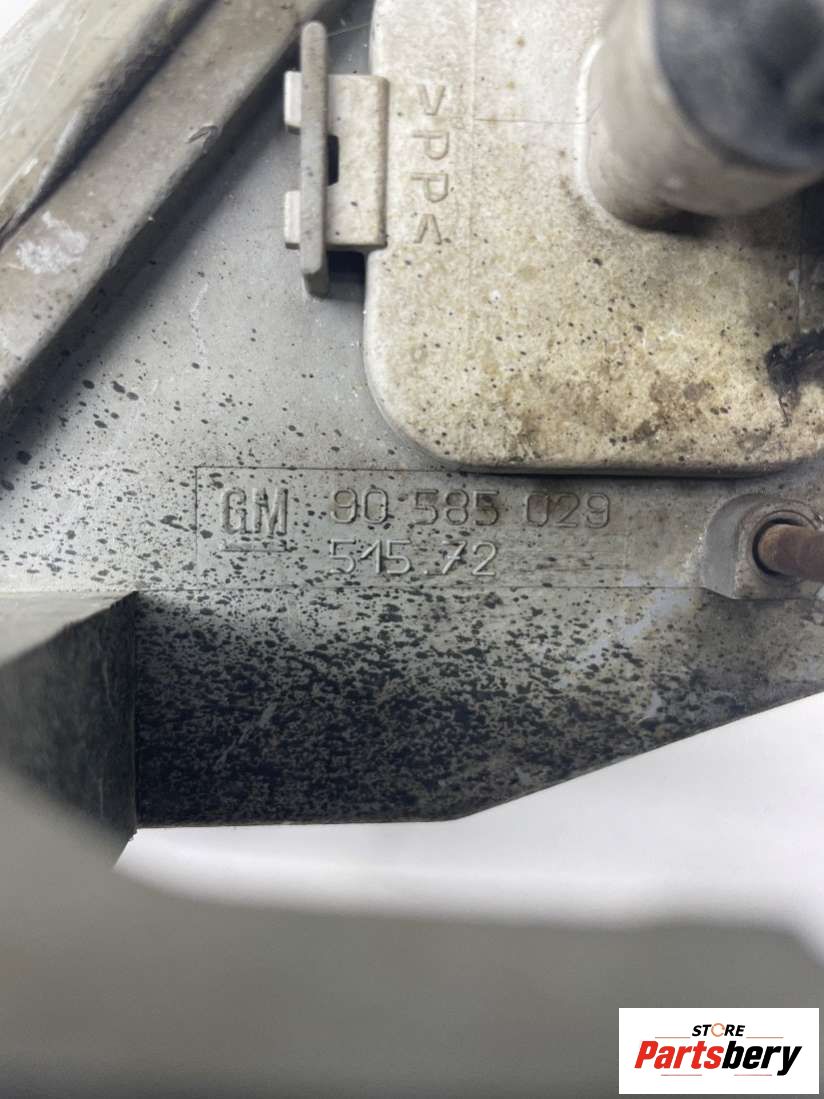 >PPA<
GM 90 585 029
515.72
STORE
Partsbery